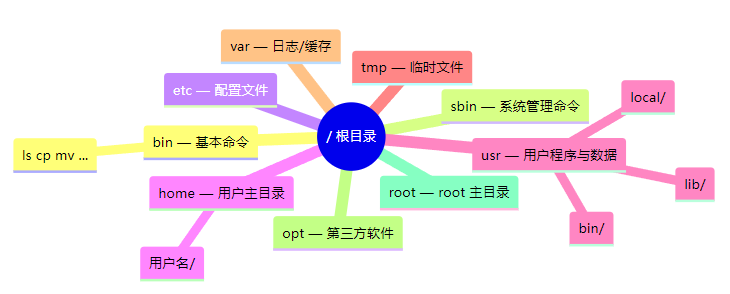 var — 日志/缓存
tmp — 临时文件
etc — 配置文件
sbin — 系统管理命令
local/
/ 根目录
bin — 基本命令
ls cp mv ...
usr — 用户程序与数据
home — 用户主目录
root — root 主目录
lib/
opt — 第三方软件
bin/
用户名/